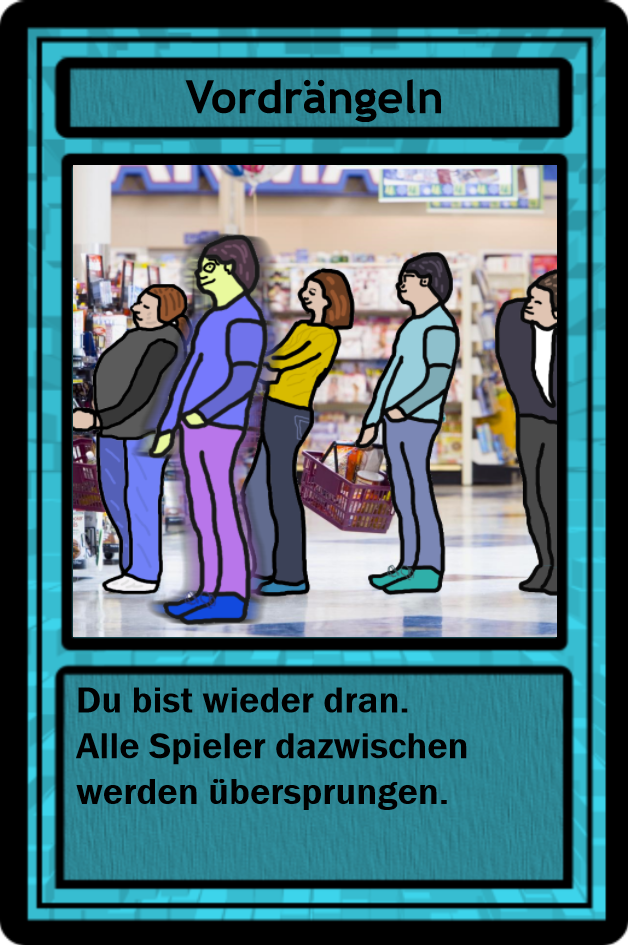 Vordrängeln
Du bist wieder dran.
Alle Spieler dazwischen
werden übersprungen.